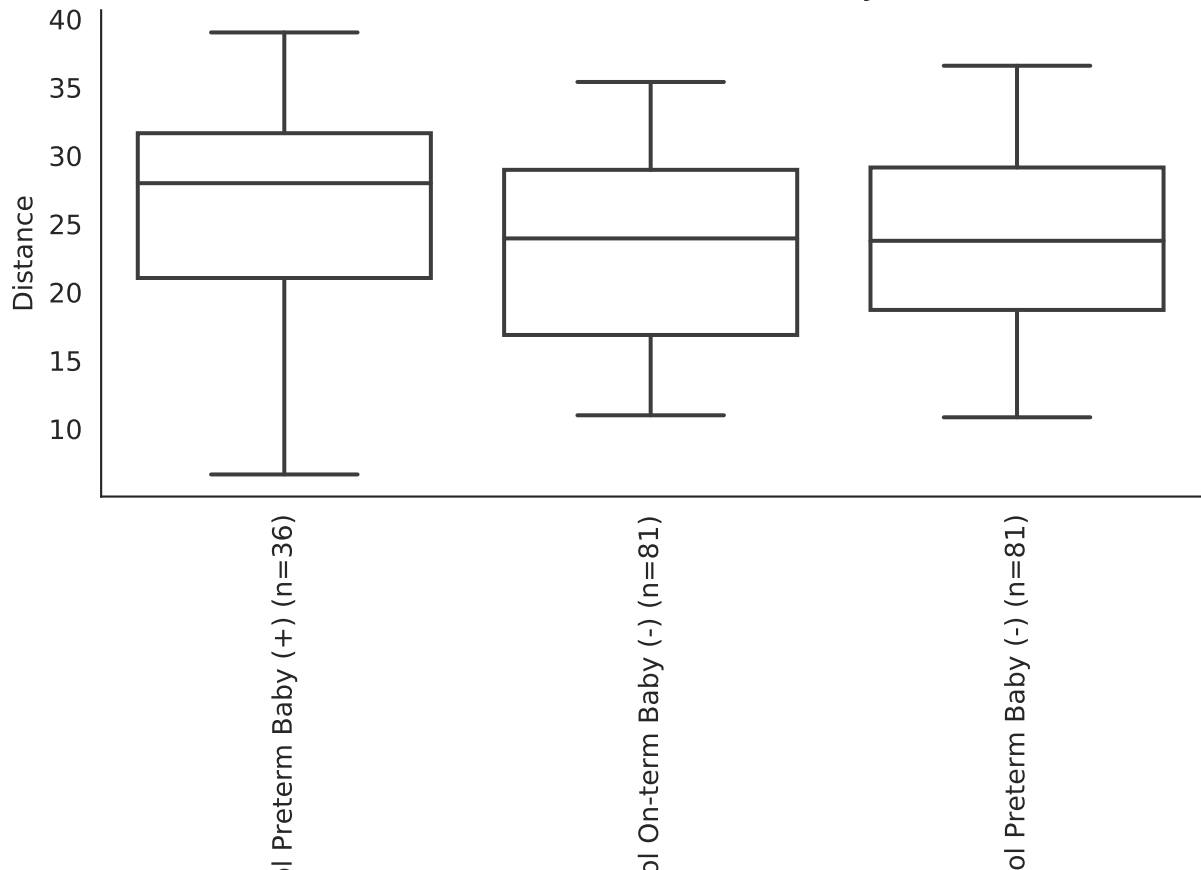 40
35
30
25
20
15
10
Distance
Preterm Baby (+) (n=36)
On-term Baby (-) (n=81)
Preterm Baby (-) (n=81)